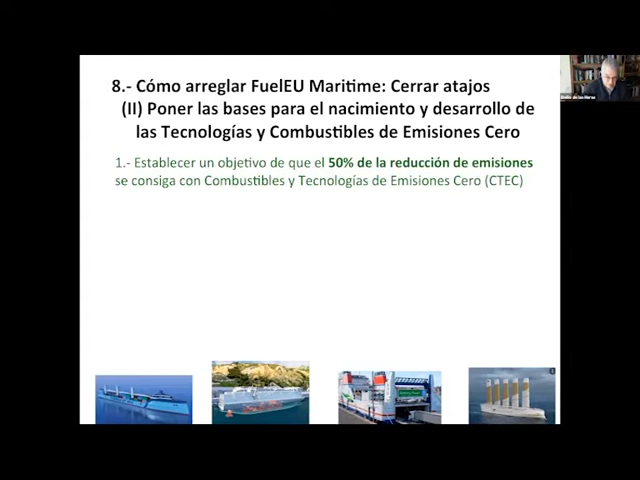 8.- Cómo arreglar FuelEU Maritime: Cerrar atajos
(II) Poner las bases para el nacimiento y desarrollo de
las Tecnologías y Combustibles de Emisiones Cero
1.- Establecer un objetivo de que el 50% de la reducción de emisiones
se consiga con Combustibles y Tecnologías de Emisiones Cero (CTEC)